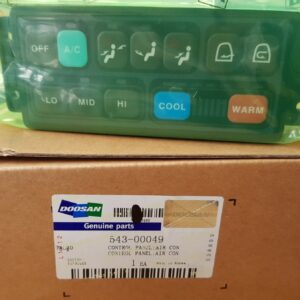 OFF A/C
LO MID HI COOL WARM
DOOSAN
Genuine parts
543-00049
CONTROL PANEL;AIR CON
CONTROL PANEL;AIR CON
1 EA